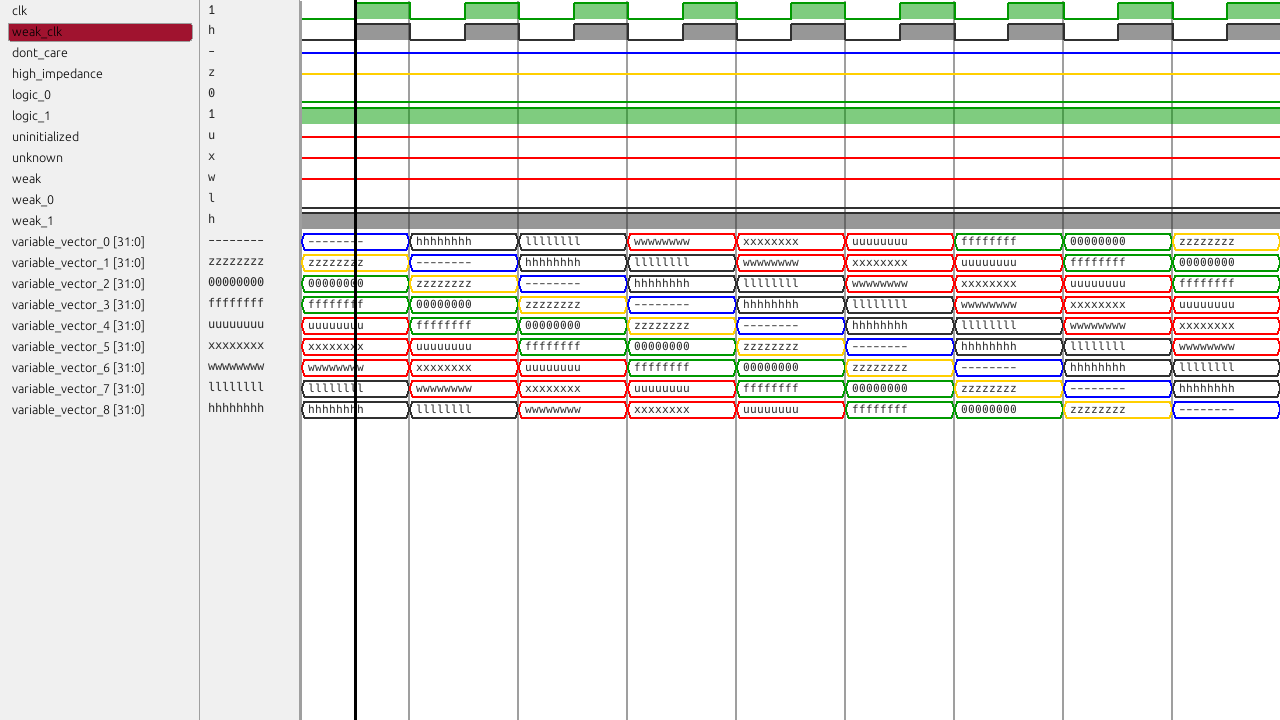 clk 1
weak_clk h
dont_care -
high_impedance z
logic_0 0
logic_1 1
uninitialized u
unknown x
weak w
weak_0 l
weak_1 h
variable_vector_0 [31:0] -------- -------- hhhhhhhh llllllll wwwwwwww xxxxxxxx uuuuuuuu ffffffff 00000000 zzzzzzzz
variable_vector_1 [31:0] zzzzzzzz zzzzzzzz -------- hhhhhhhh llllllll wwwwwwww xxxxxxxx uuuuuuuu ffffffff 00000000
variable_vector_2 [31:0] 00000000 00000000 zzzzzzzz -------- hhhhhhhh llllllll wwwwwwww xxxxxxxx uuuuuuuu ffffffff
variable_vector_3 [31:0] ffffffff ffffffff 00000000 zzzzzzzz -------- hhhhhhhh llllllll wwwwwwww xxxxxxxx uuuuuuuu
variable_vector_4 [31:0] uuuuuuuu uuuuuuuu ffffffff 00000000 zzzzzzzz -------- hhhhhhhh llllllll wwwwwwww xxxxxxxx
variable_vector_5 [31:0] xxxxxxxx xxxxxxxx uuuuuuuu ffffffff 00000000 zzzzzzzz -------- hhhhhhhh llllllll wwwwwwww
variable_vector_6 [31:0] wwwwwwww wwwwwwww xxxxxxxx uuuuuuuu ffffffff 00000000 zzzzzzzz -------- hhhhhhhh llllllll
variable_vector_7 [31:0] llllllll llllllll wwwwwwww xxxxxxxx uuuuuuuu ffffffff 00000000 zzzzzzzz -------- hhhhhhhh
variable_vector_8 [31:0] hhhhhhhh hhhhhhhh llllllll wwwwwwww xxxxxxxx uuuuuuuu ffffffff 00000000 zzzzzzzz --------